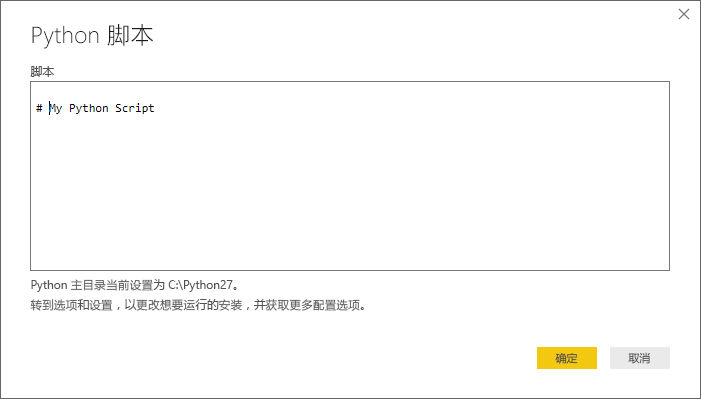 Python 脚本
脚本
# My Python Script
Python 主目录当前设置为 C:\Python27。
转到选项和设置，以更改想要运行的安装，并获取更多配置选项。
确定
取消